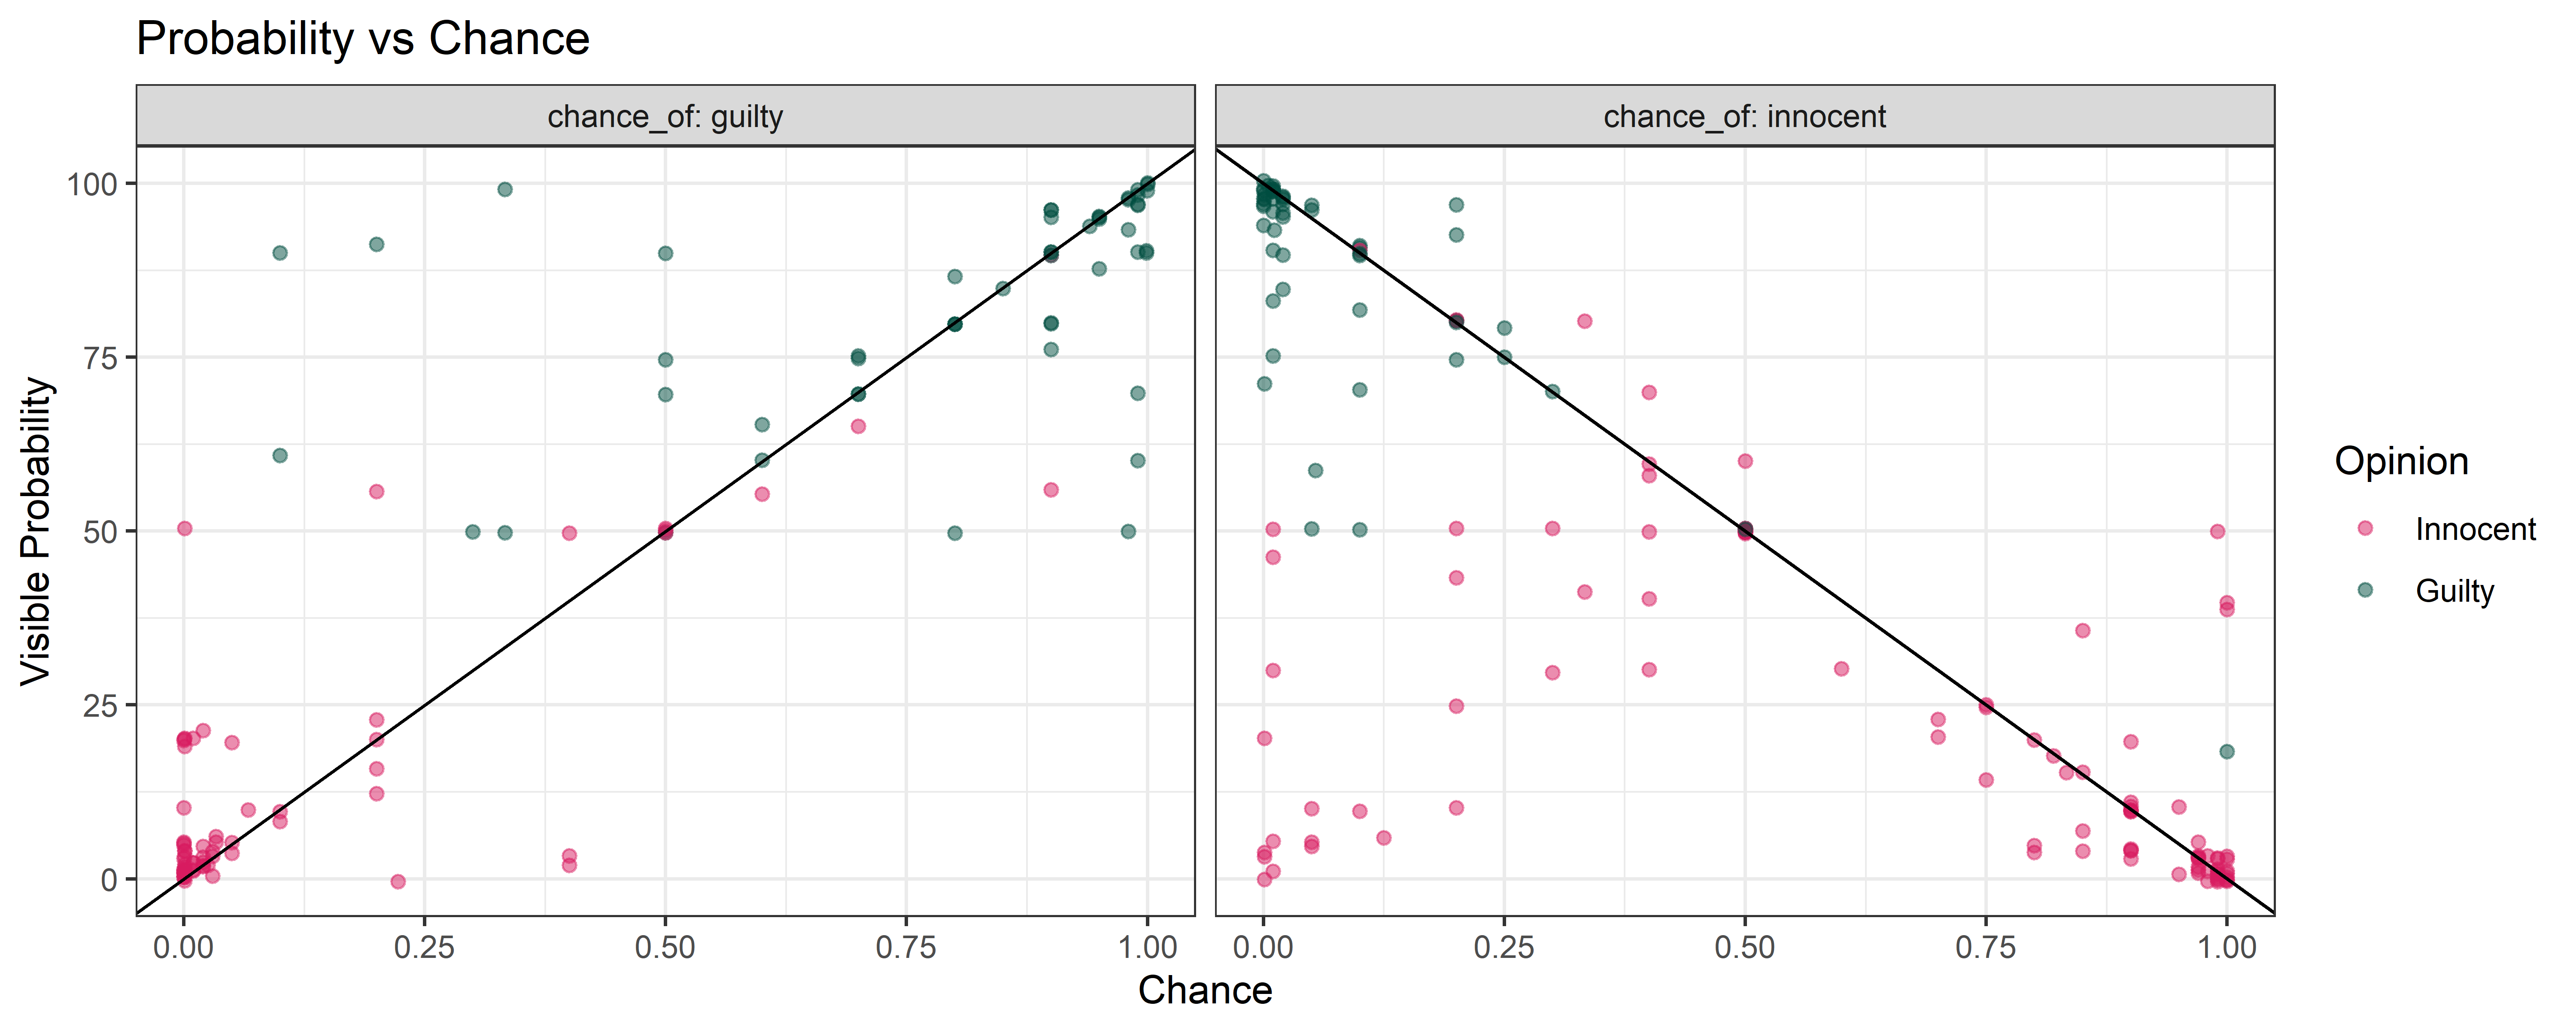 Probability vs Chance
chance_of: guilty
chance_of: innocent
Visible Probability
100
75
50
25
0
0.00 0.25 0.50 0.75 1.00
0.00 0.25 0.50 0.75 1.00
Chance
Opinion
Innocent
Guilty